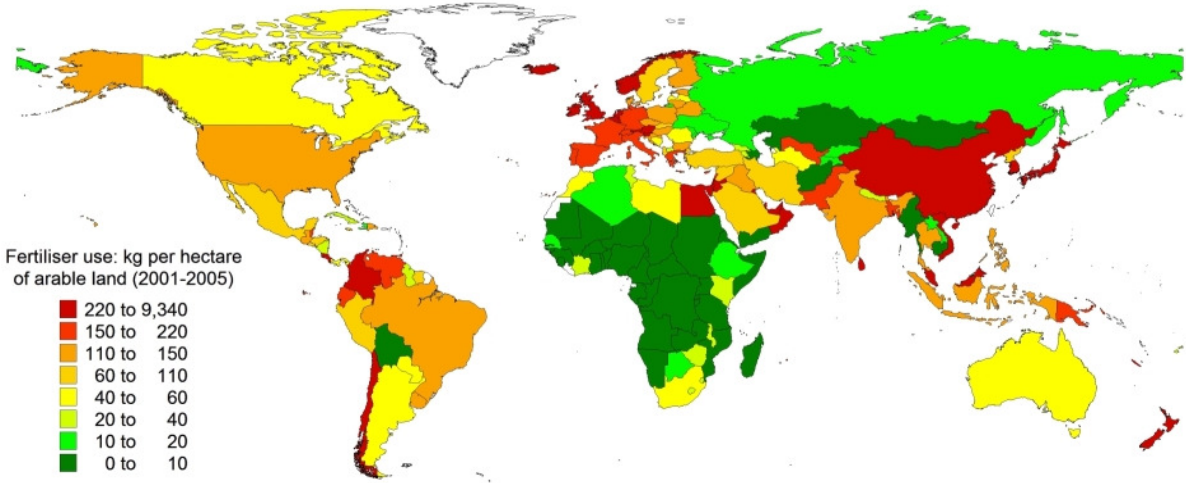 Fertiliser use: kg per hectare
of arable land (2001-2005)
220 to 9,340
150 to 220
110 to 150
60 to 110
40 to 60
20 to 40
10 to 20
0 to 10